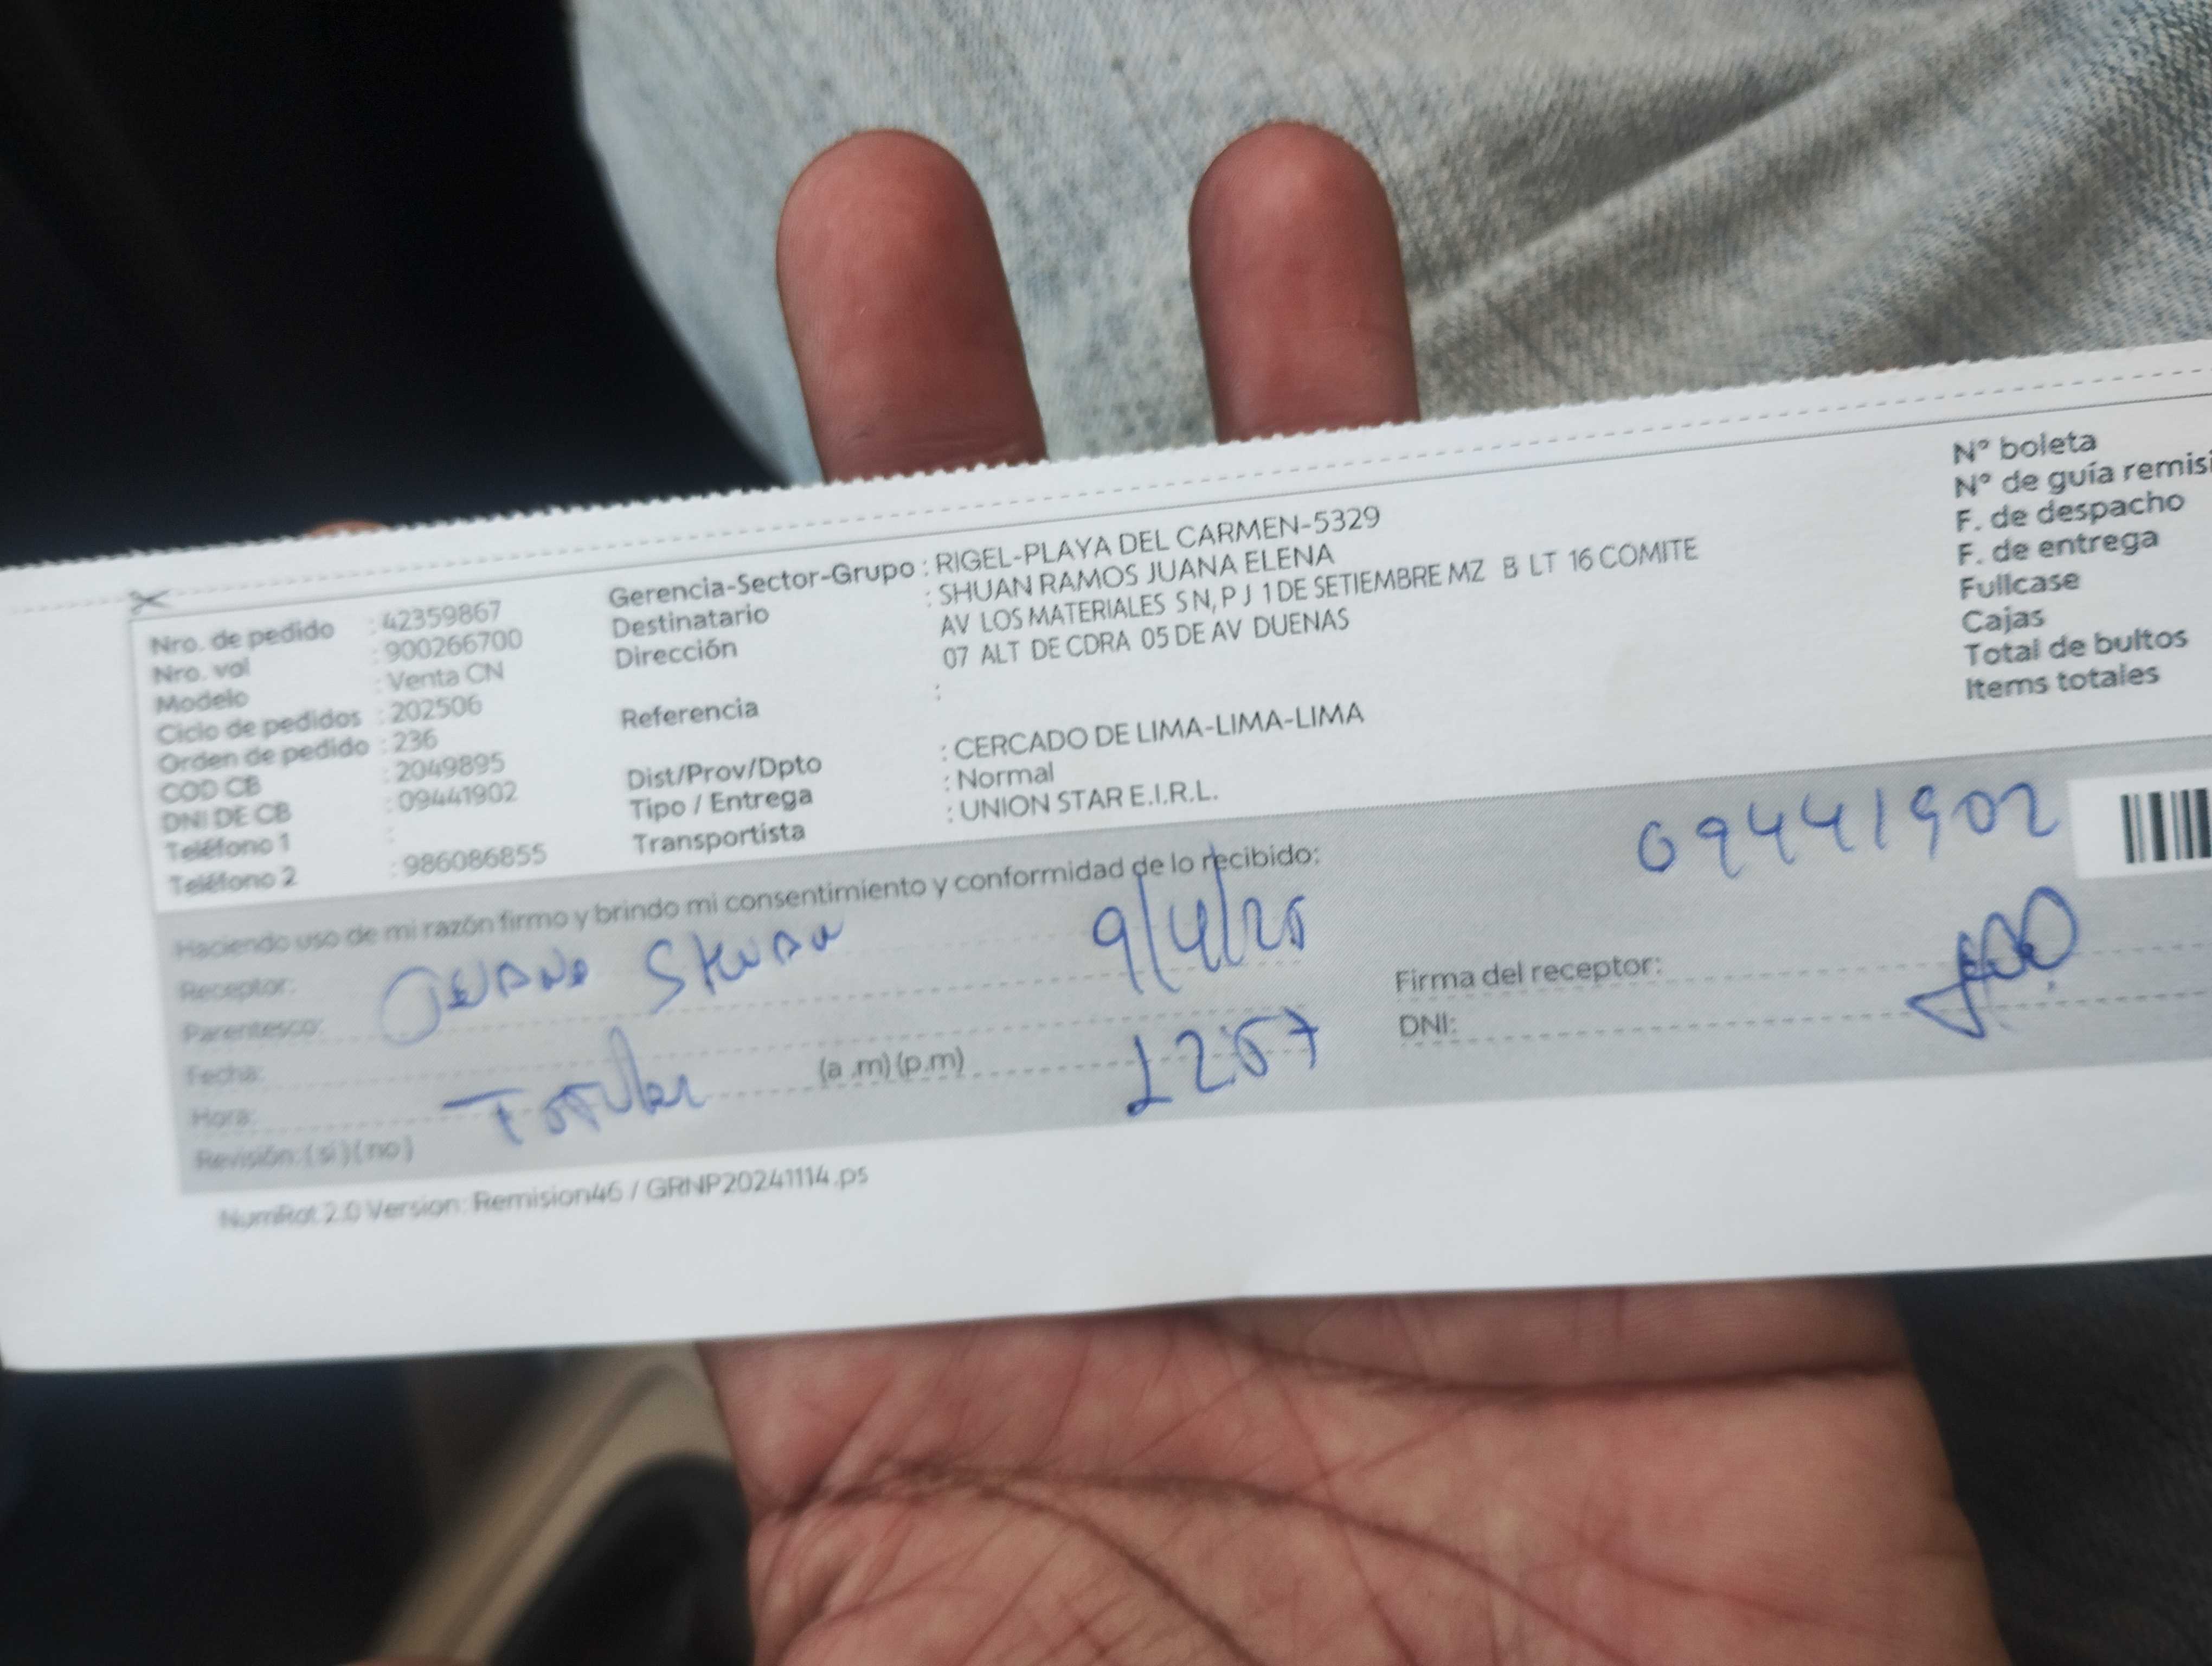 Nro. de pedido : 42359867
Nro. vol : 900266700
Modelo : Venta CN
Ciclo de pedidos : 202506
Orden de pedido : 236
COD CB : 2049895
DNI DE CB : 09441902
Teléfono 1 :
Teléfono 2 : 986086855
Gerencia-Sector-Grupo : RIGEL-PLAYA DEL CARMEN-5329
Destinatario : SHUAN RAMOS JUANA ELENA
Dirección AV LOS MATERIALES SN, P J 1 DE SETIEMBRE MZ B LT 16 COMITE
07 ALT DE CDRA 05 DE AV DUENAS
Referencia :
Dist/Prov/Dpto : CERCADO DE LIMA-LIMA-LIMA
Tipo / Entrega : Normal
Transportista : UNION STAR E.I.R.L.
N° boleta
N° de guía remisi
F. de despacho
F. de entrega
Fullcase
Cajas
Total de bultos
Items totales
Haciendo uso de mi razón firmo y brindo mi consentimiento y conformidad de lo recibido:
09441902
Receptor:
Parentesco:
9/4/25
Fecha:
Hora: (a .m) (p.m) 1257
Revisión: ( si ) ( no )
Firma del receptor:
DNI:
NumRot 2.0 Version: Remision46 / GRNP20241114.ps